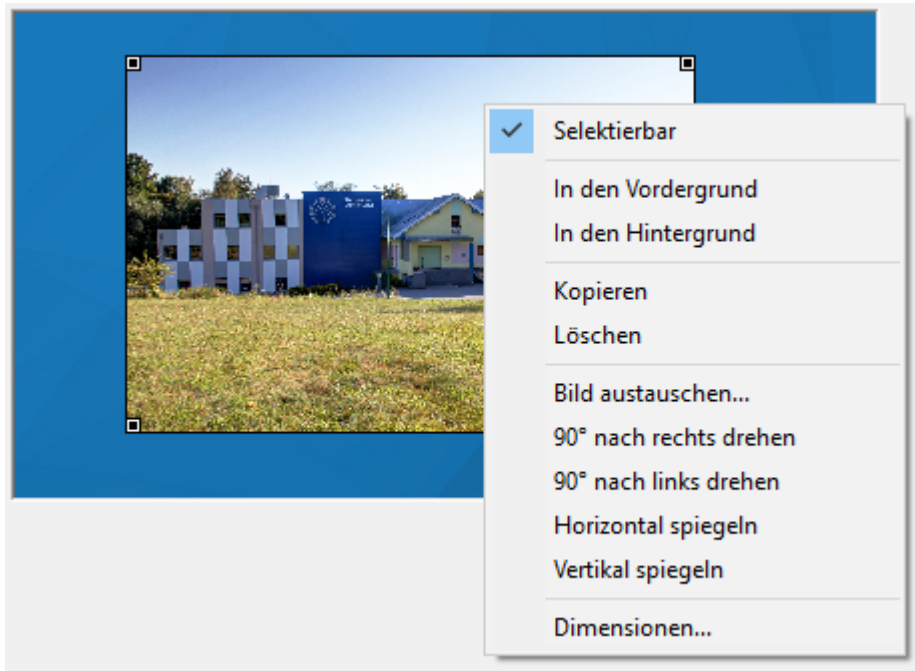 Selektierbar
In den Vordergrund
In den Hintergrund
Kopieren
Löschen
Bild austauschen...
90° nach rechts drehen
90° nach links drehen
Horizontal spiegeln
Vertikal spiegeln
Dimensionen...